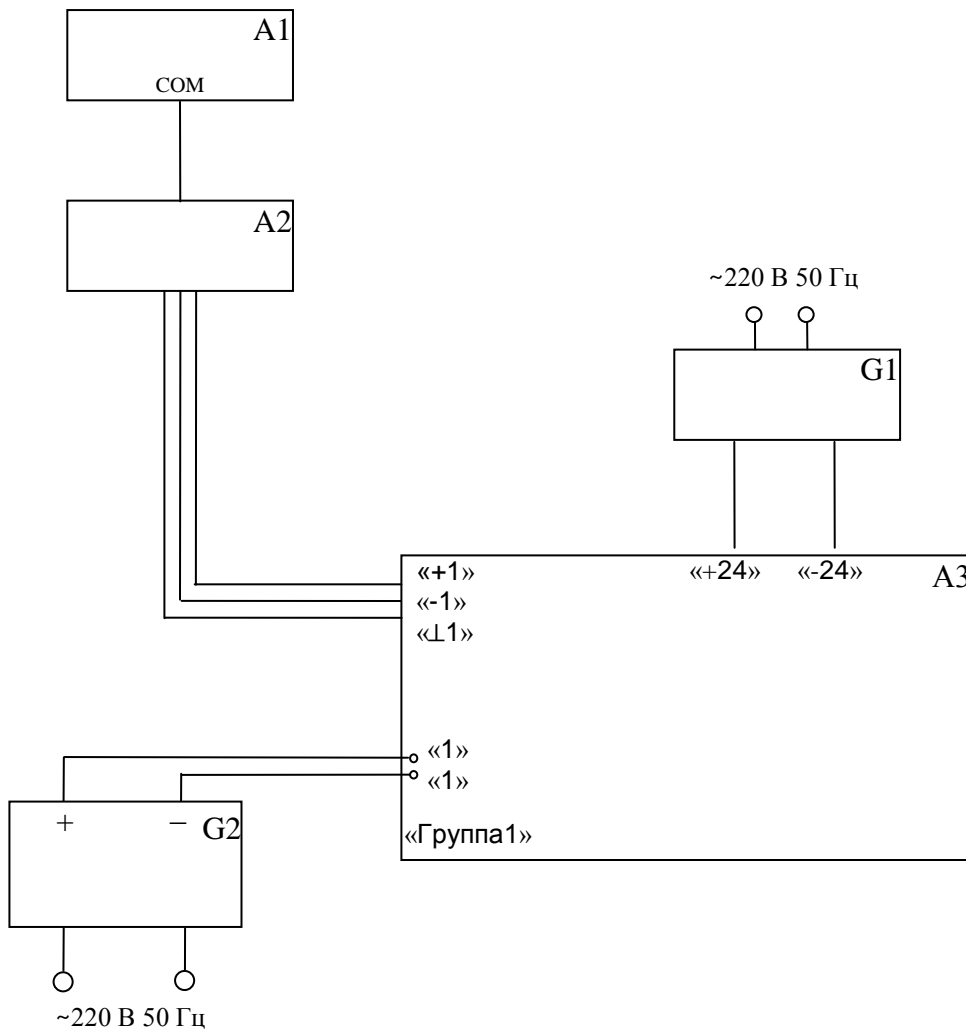 A1
COM
A2
~220 В 50 Гц
G1
«+1»
«-1»
«⊥1»
«+24» «-24»
A3
«1»
«1»
+ − G2
«Группа1»
~220 В 50 Гц